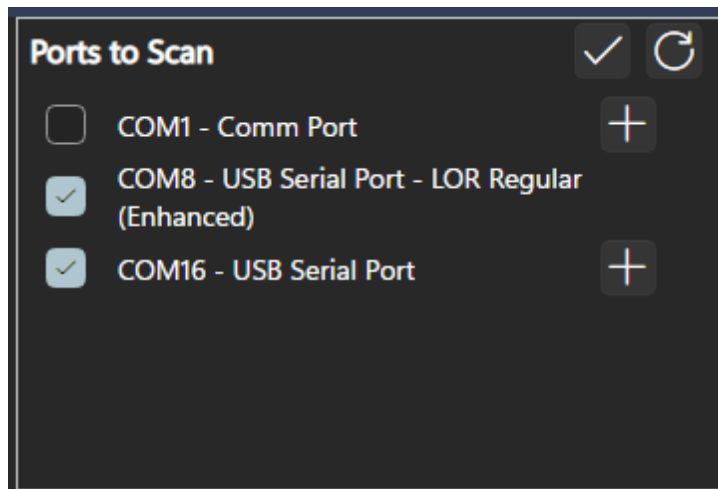 Ports to Scan
COM1 - Comm Port
COM8 - USB Serial Port - LOR Regular
(Enhanced)
COM16 - USB Serial Port